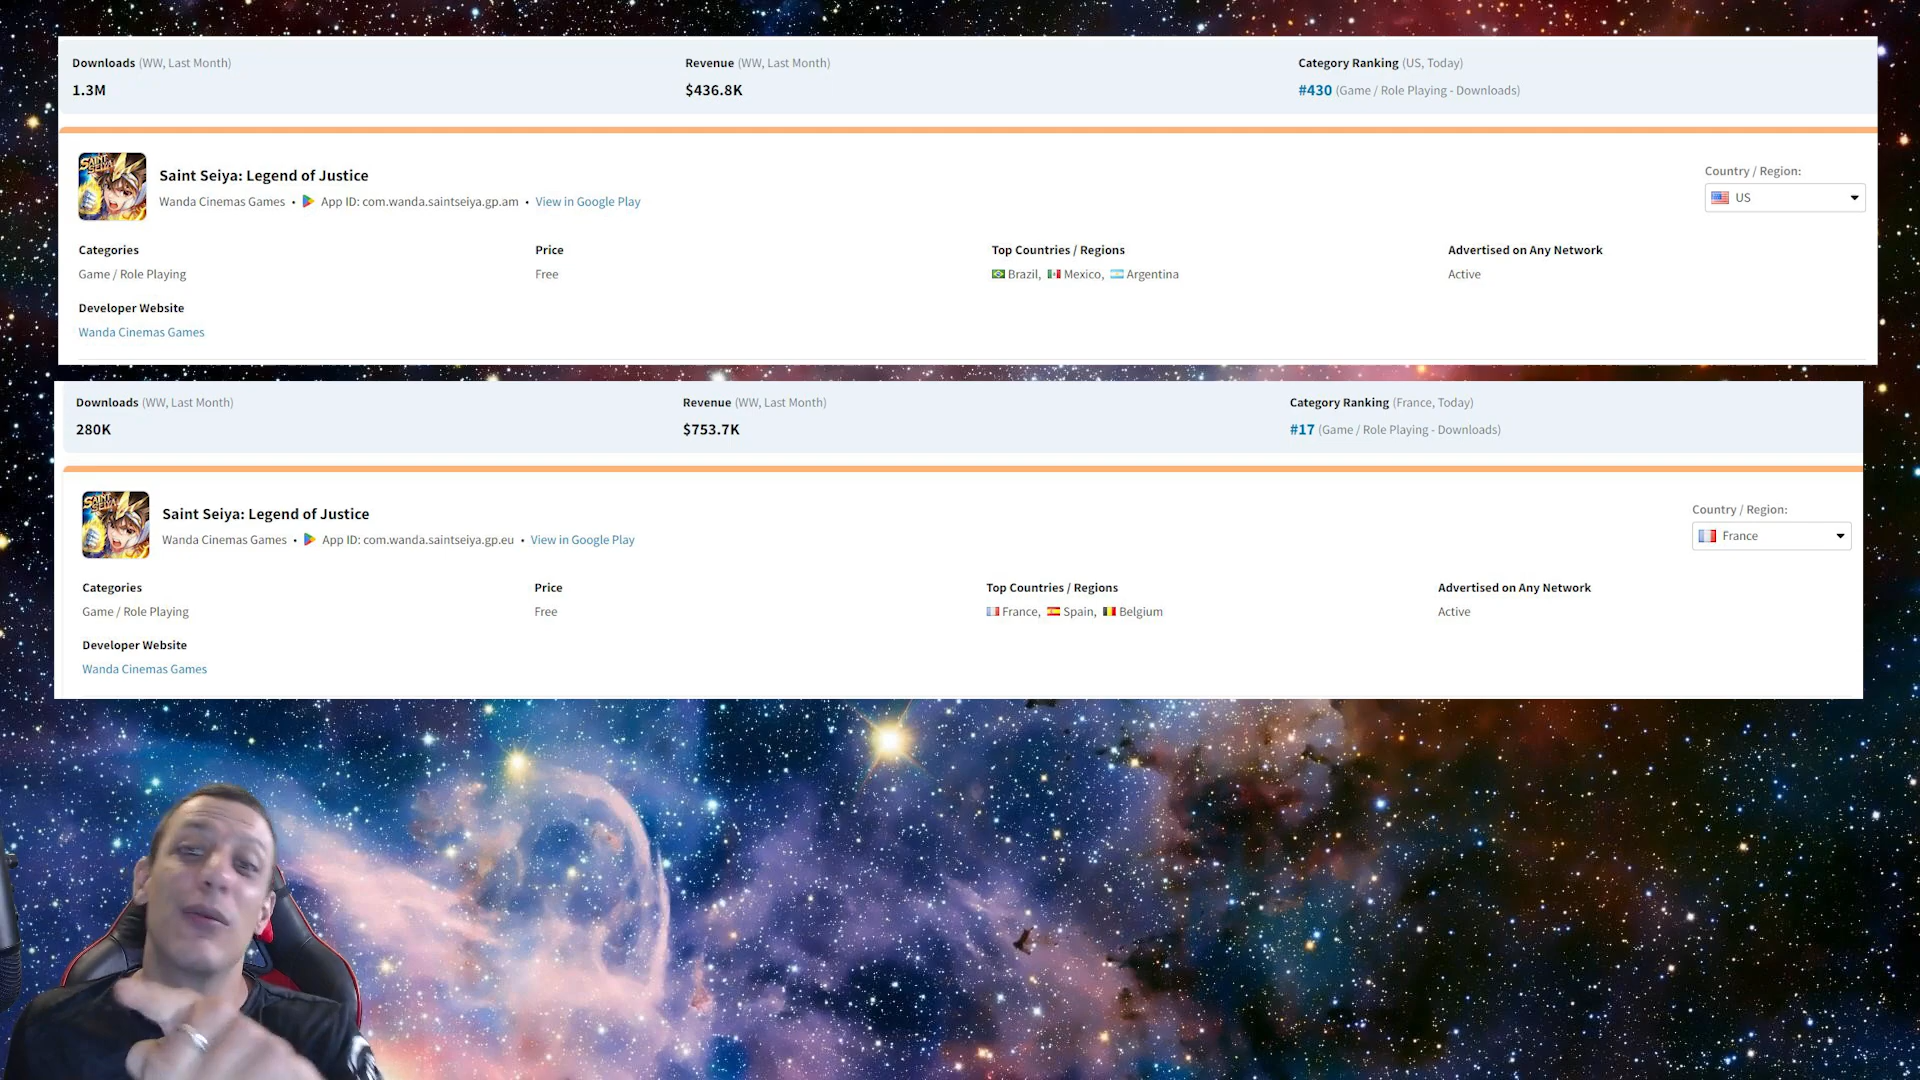 Downloads (WW, Last Month)
1.3M
Revenue (WW, Last Month)
$436.8K
Category Ranking (US, Today)
#430 (Game / Role Playing - Downloads)
SAINT SEIYA
Saint Seiya: Legend of Justice
Wanda Cinemas Games • App ID: com.wanda.saintseiya.gp.am • View in Google Play
Country / Region:
US
Categories
Game / Role Playing
Price
Free
Top Countries / Regions
Brazil, Mexico, Argentina
Advertised on Any Network
Active
Developer Website
Wanda Cinemas Games
Downloads (WW, Last Month)
280K
Revenue (WW, Last Month)
$753.7K
Category Ranking (France, Today)
#17 (Game / Role Playing - Downloads)
SAINT SEIYA
Saint Seiya: Legend of Justice
Wanda Cinemas Games • App ID: com.wanda.saintseiya.gp.eu • View in Google Play
Country / Region:
France
Categories
Game / Role Playing
Price
Free
Top Countries / Regions
France, Spain, Belgium
Advertised on Any Network
Active
Developer Website
Wanda Cinemas Games